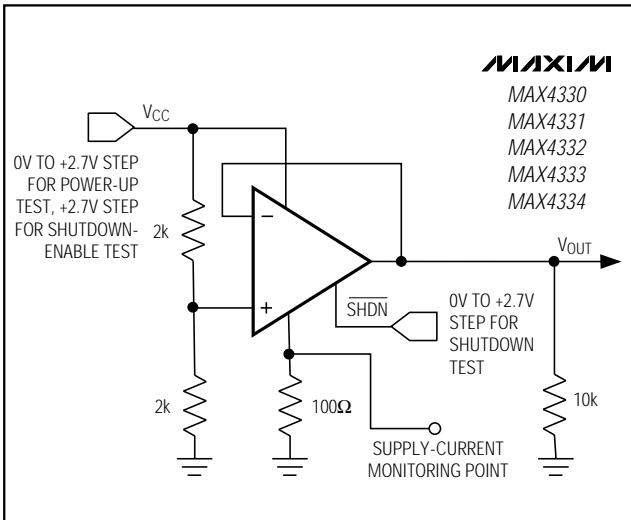 MAXIM
MAX4330
MAX4331
MAX4332
MAX4333
MAX4334
VCC
0V TO +2.7V STEP
FOR POWER-UP
TEST, +2.7V STEP
FOR SHUTDOWN-
ENABLE TEST
2k
−
+
SHDN
VOUT
0V TO +2.7V
STEP FOR
SHUTDOWN
TEST
2k
100Ω
10k
SUPPLY-CURRENT
MONITORING POINT